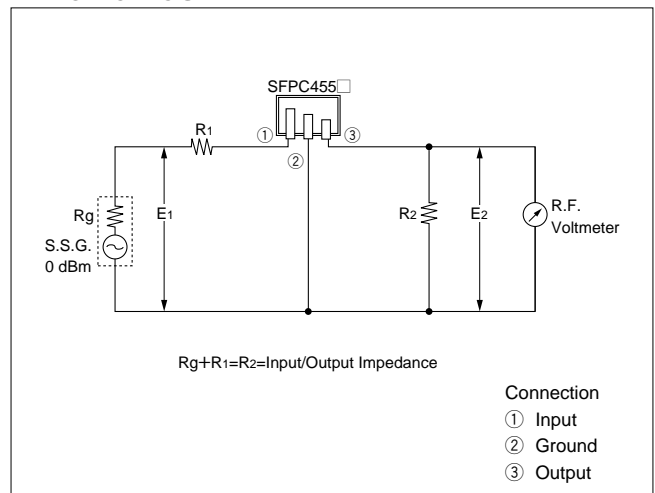 SFPC455□
R1
①
③
②
Rg
E1
R2
E2
R.F.
Voltmeter
S.S.G.
0 dBm
Rg+R1=R2=Input/Output Impedance
Connection
① Input
② Ground
③ Output